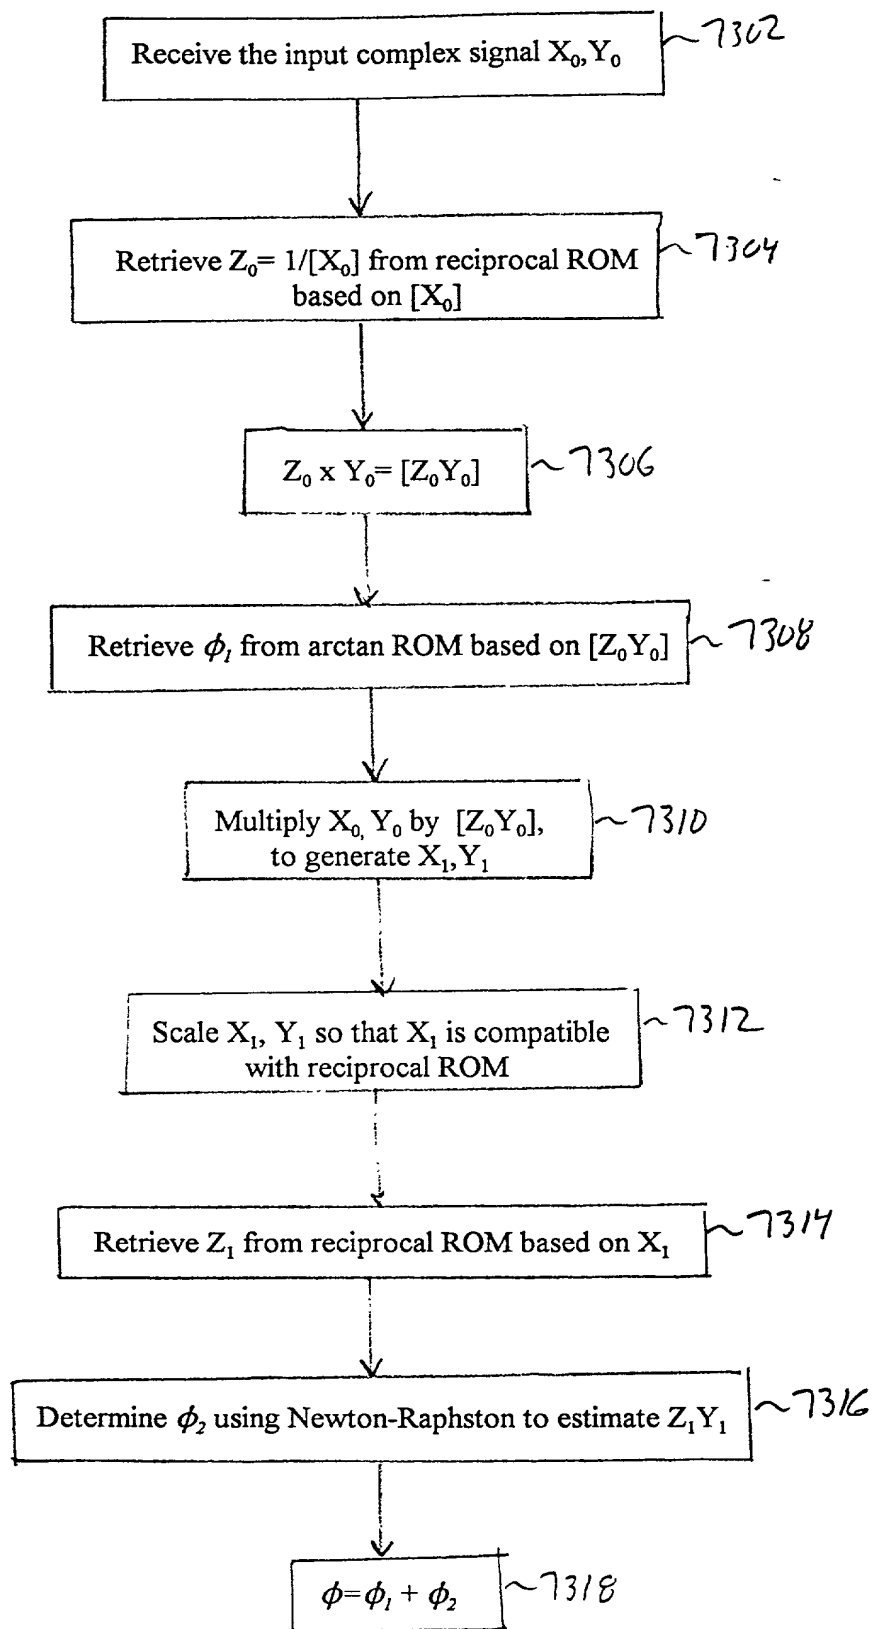 Receive the input complex signal X₀,Y₀ ~7302
Retrieve Z₀= 1/[X₀] from reciprocal ROM ~7304
based on [X₀]
Z₀ x Y₀= [Z₀Y₀] ~7306
Retrieve ϕ₁ from arctan ROM based on [Z₀Y₀] ~7308
Multiply X₀, Y₀ by [Z₀Y₀], ~7310
to generate X₁,Y₁
Scale X₁, Y₁ so that X₁ is compatible ~7312
with reciprocal ROM
Retrieve Z₁ from reciprocal ROM based on X₁ ~7314
Determine ϕ₂ using Newton-Raphston to estimate Z₁Y₁ ~7316
ϕ=ϕ₁ + ϕ₂ ~7318